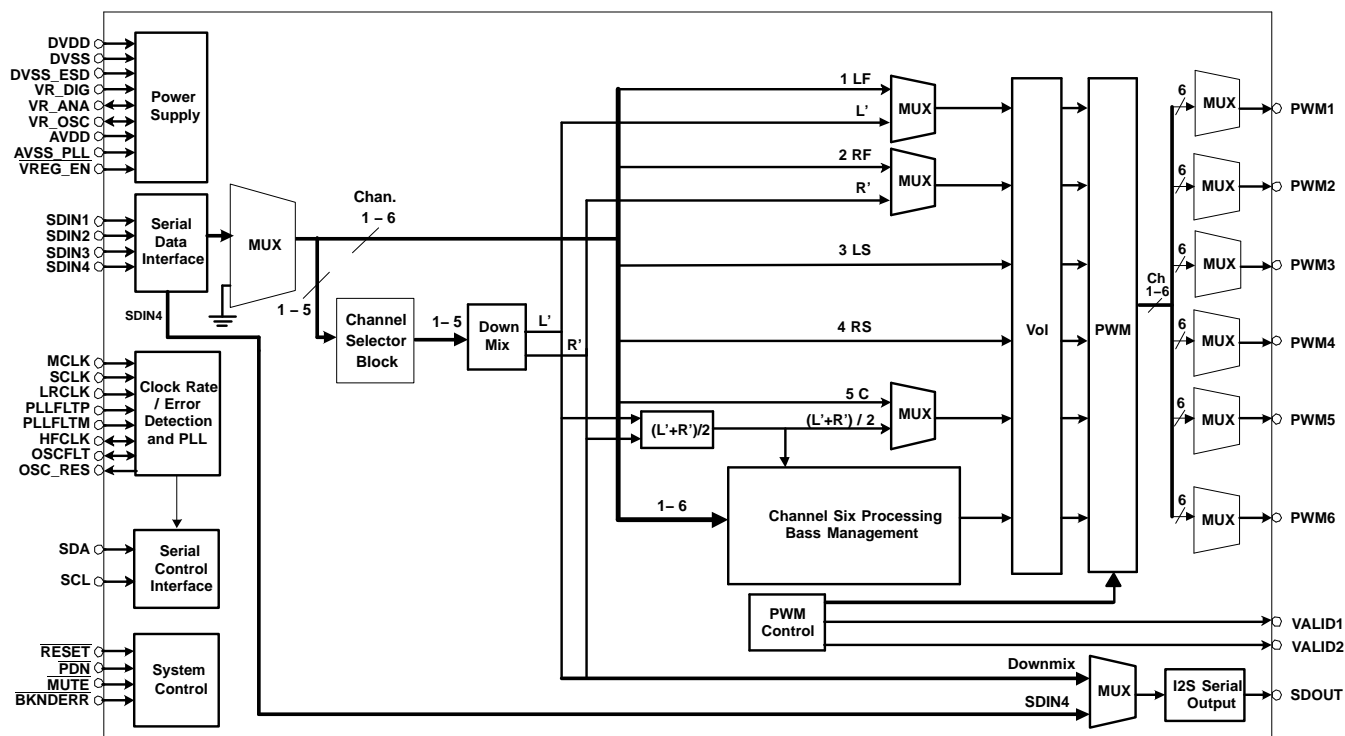 DVDD
DVSS
DVSS_ESD
VR_DIG
VR_ANA
VR_OSC
AVDD
AVSS_PLL
VREG_EN
Power
Supply
SDIN1
SDIN2
SDIN3
SDIN4
Serial
Data
Interface
SDIN4
MUX
Chan.
1 – 6
1 – 5
Channel
Selector
Block
1 – 5
Down
Mix
L'
R'
MCLK
SCLK
LRCLK
PLLFLTP
PLLFLTM
HFCLK
OSCFLT
OSC_RES
Clock Rate
/ Error
Detection
and PLL
SDA
SCL
Serial
Control
Interface
RESET
PDN
MUTE
BKNDERR
System
Control
1 LF
L'
MUX
2 RF
R'
MUX
3 LS
4 RS
5 C
(L'+R')/2
(L'+R') / 2
MUX
1– 6
Channel Six Processing
Bass Management
Vol
PWM
PWM
Control
Ch
1–6
6
MUX
PWM1
6
MUX
PWM2
6
MUX
PWM3
6
MUX
PWM4
6
MUX
PWM5
6
MUX
PWM6
VALID1
VALID2
Downmix
SDIN4
MUX
I2S Serial
Output
SDOUT